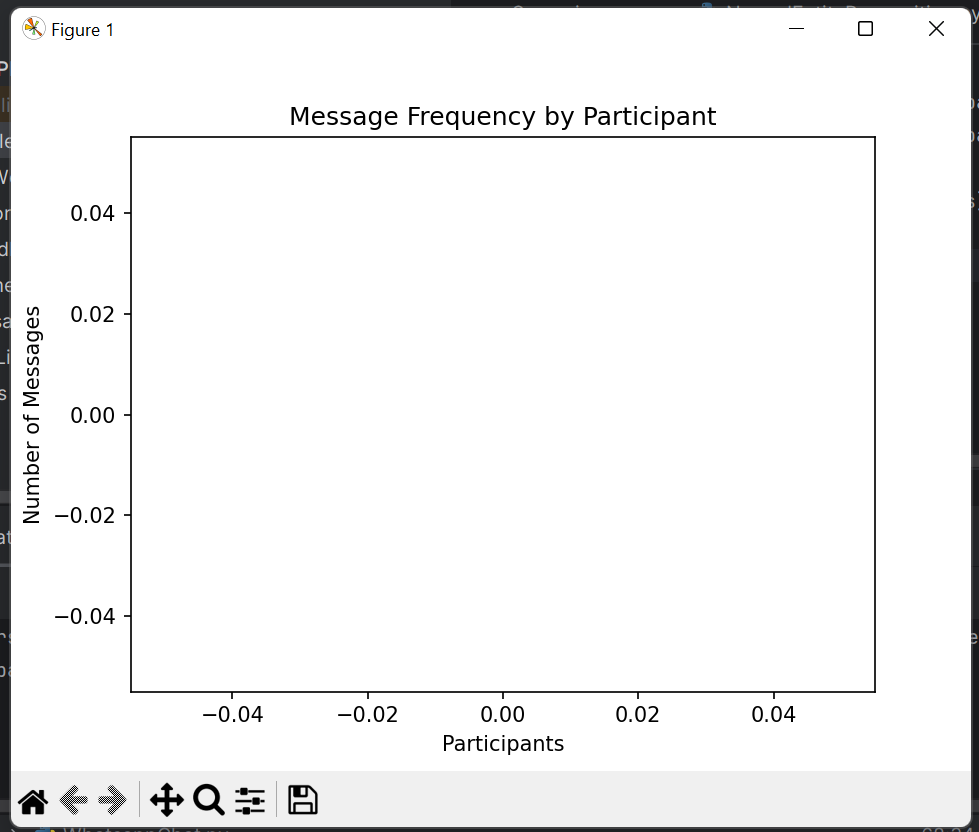 Figure 1
Message Frequency by Participant
Number of Messages
0.04
0.02
0.00
−0.02
−0.04
−0.04 −0.02 0.00 0.02 0.04
Participants